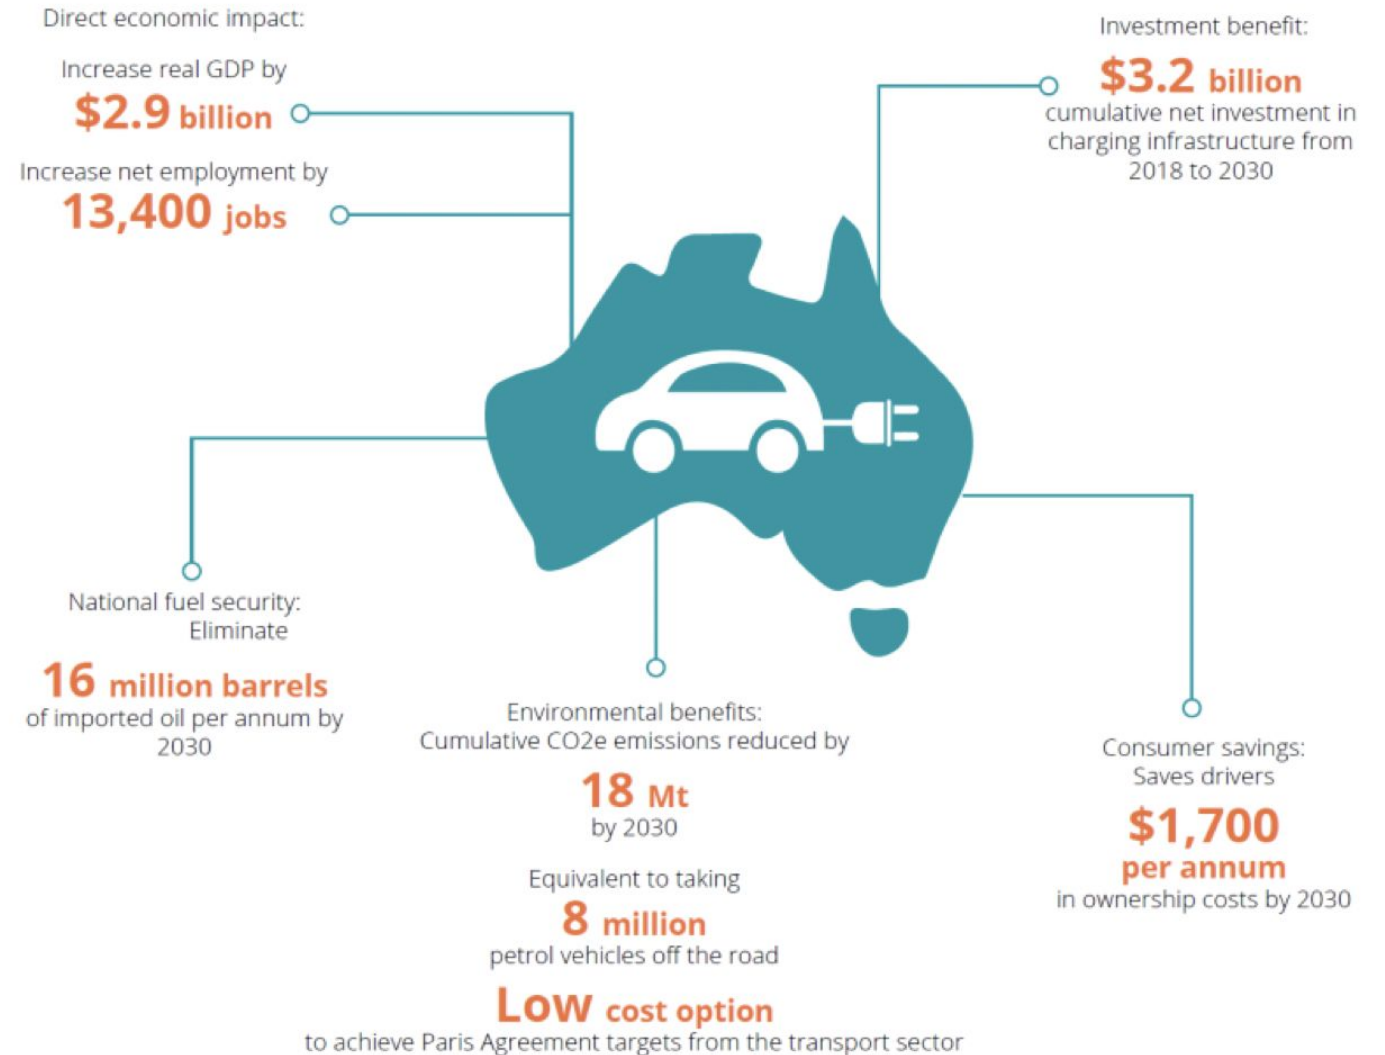 Direct economic impact:
Increase real GDP by
$2.9 billion
Increase net employment by
13,400 jobs
Investment benefit:
$3.2 billion
cumulative net investment in
charging infrastructure from
2018 to 2030
National fuel security:
Eliminate
16 million barrels
of imported oil per annum by
2030
Environmental benefits:
Cumulative CO2e emissions reduced by
18 Mt
by 2030
Equivalent to taking
8 million
petrol vehicles off the road
Low cost option
to achieve Paris Agreement targets from the transport sector
Consumer savings:
Saves drivers
$1,700
per annum
in ownership costs by 2030